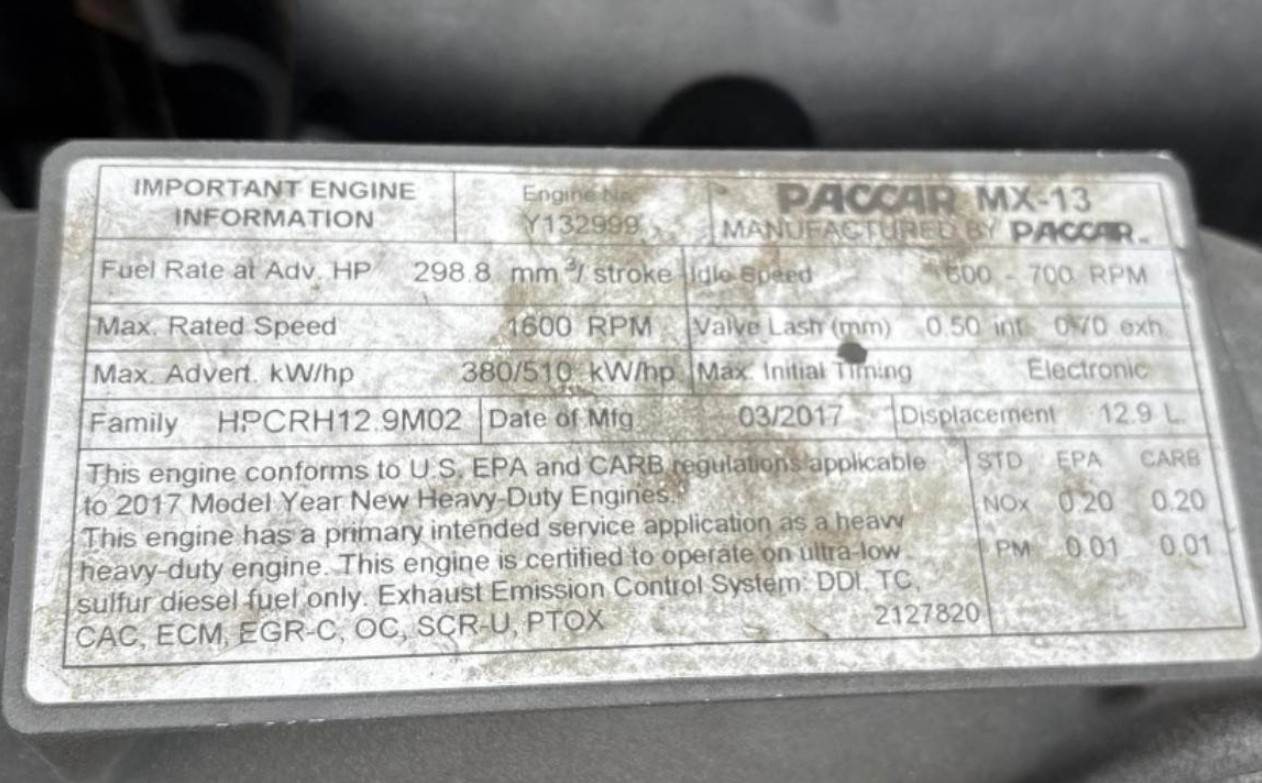 IMPORTANT ENGINE INFORMATION
Engine No. Y132999
PACCAR MX-13
MANUFACTURED BY PACCAR
Fuel Rate at Adv. HP 298.8 mm³/ stroke Idle Speed 600 - 700 RPM
Max. Rated Speed 1600 RPM Valve Lash (mm) 0.50 int. 0.70 exh.
Max. Advert. kW/hp 380/510 kW/hp Max. Initial Timing Electronic
Family HPCRH12.9M02 Date of Mfg 03/2017 Displacement 12.9 L.
This engine conforms to U.S. EPA and CARB regulations applicable
to 2017 Model Year New Heavy-Duty Engines.
This engine has a primary intended service application as a heavy
heavy-duty engine. This engine is certified to operate on ultra-low
sulfur diesel fuel only. Exhaust Emission Control System: DDI, TC,
CAC, ECM, EGR-C, OC, SCR-U, PTOX 2127820
STD EPA CARB
NOx 0.20 0.20
PM 0.01 0.01